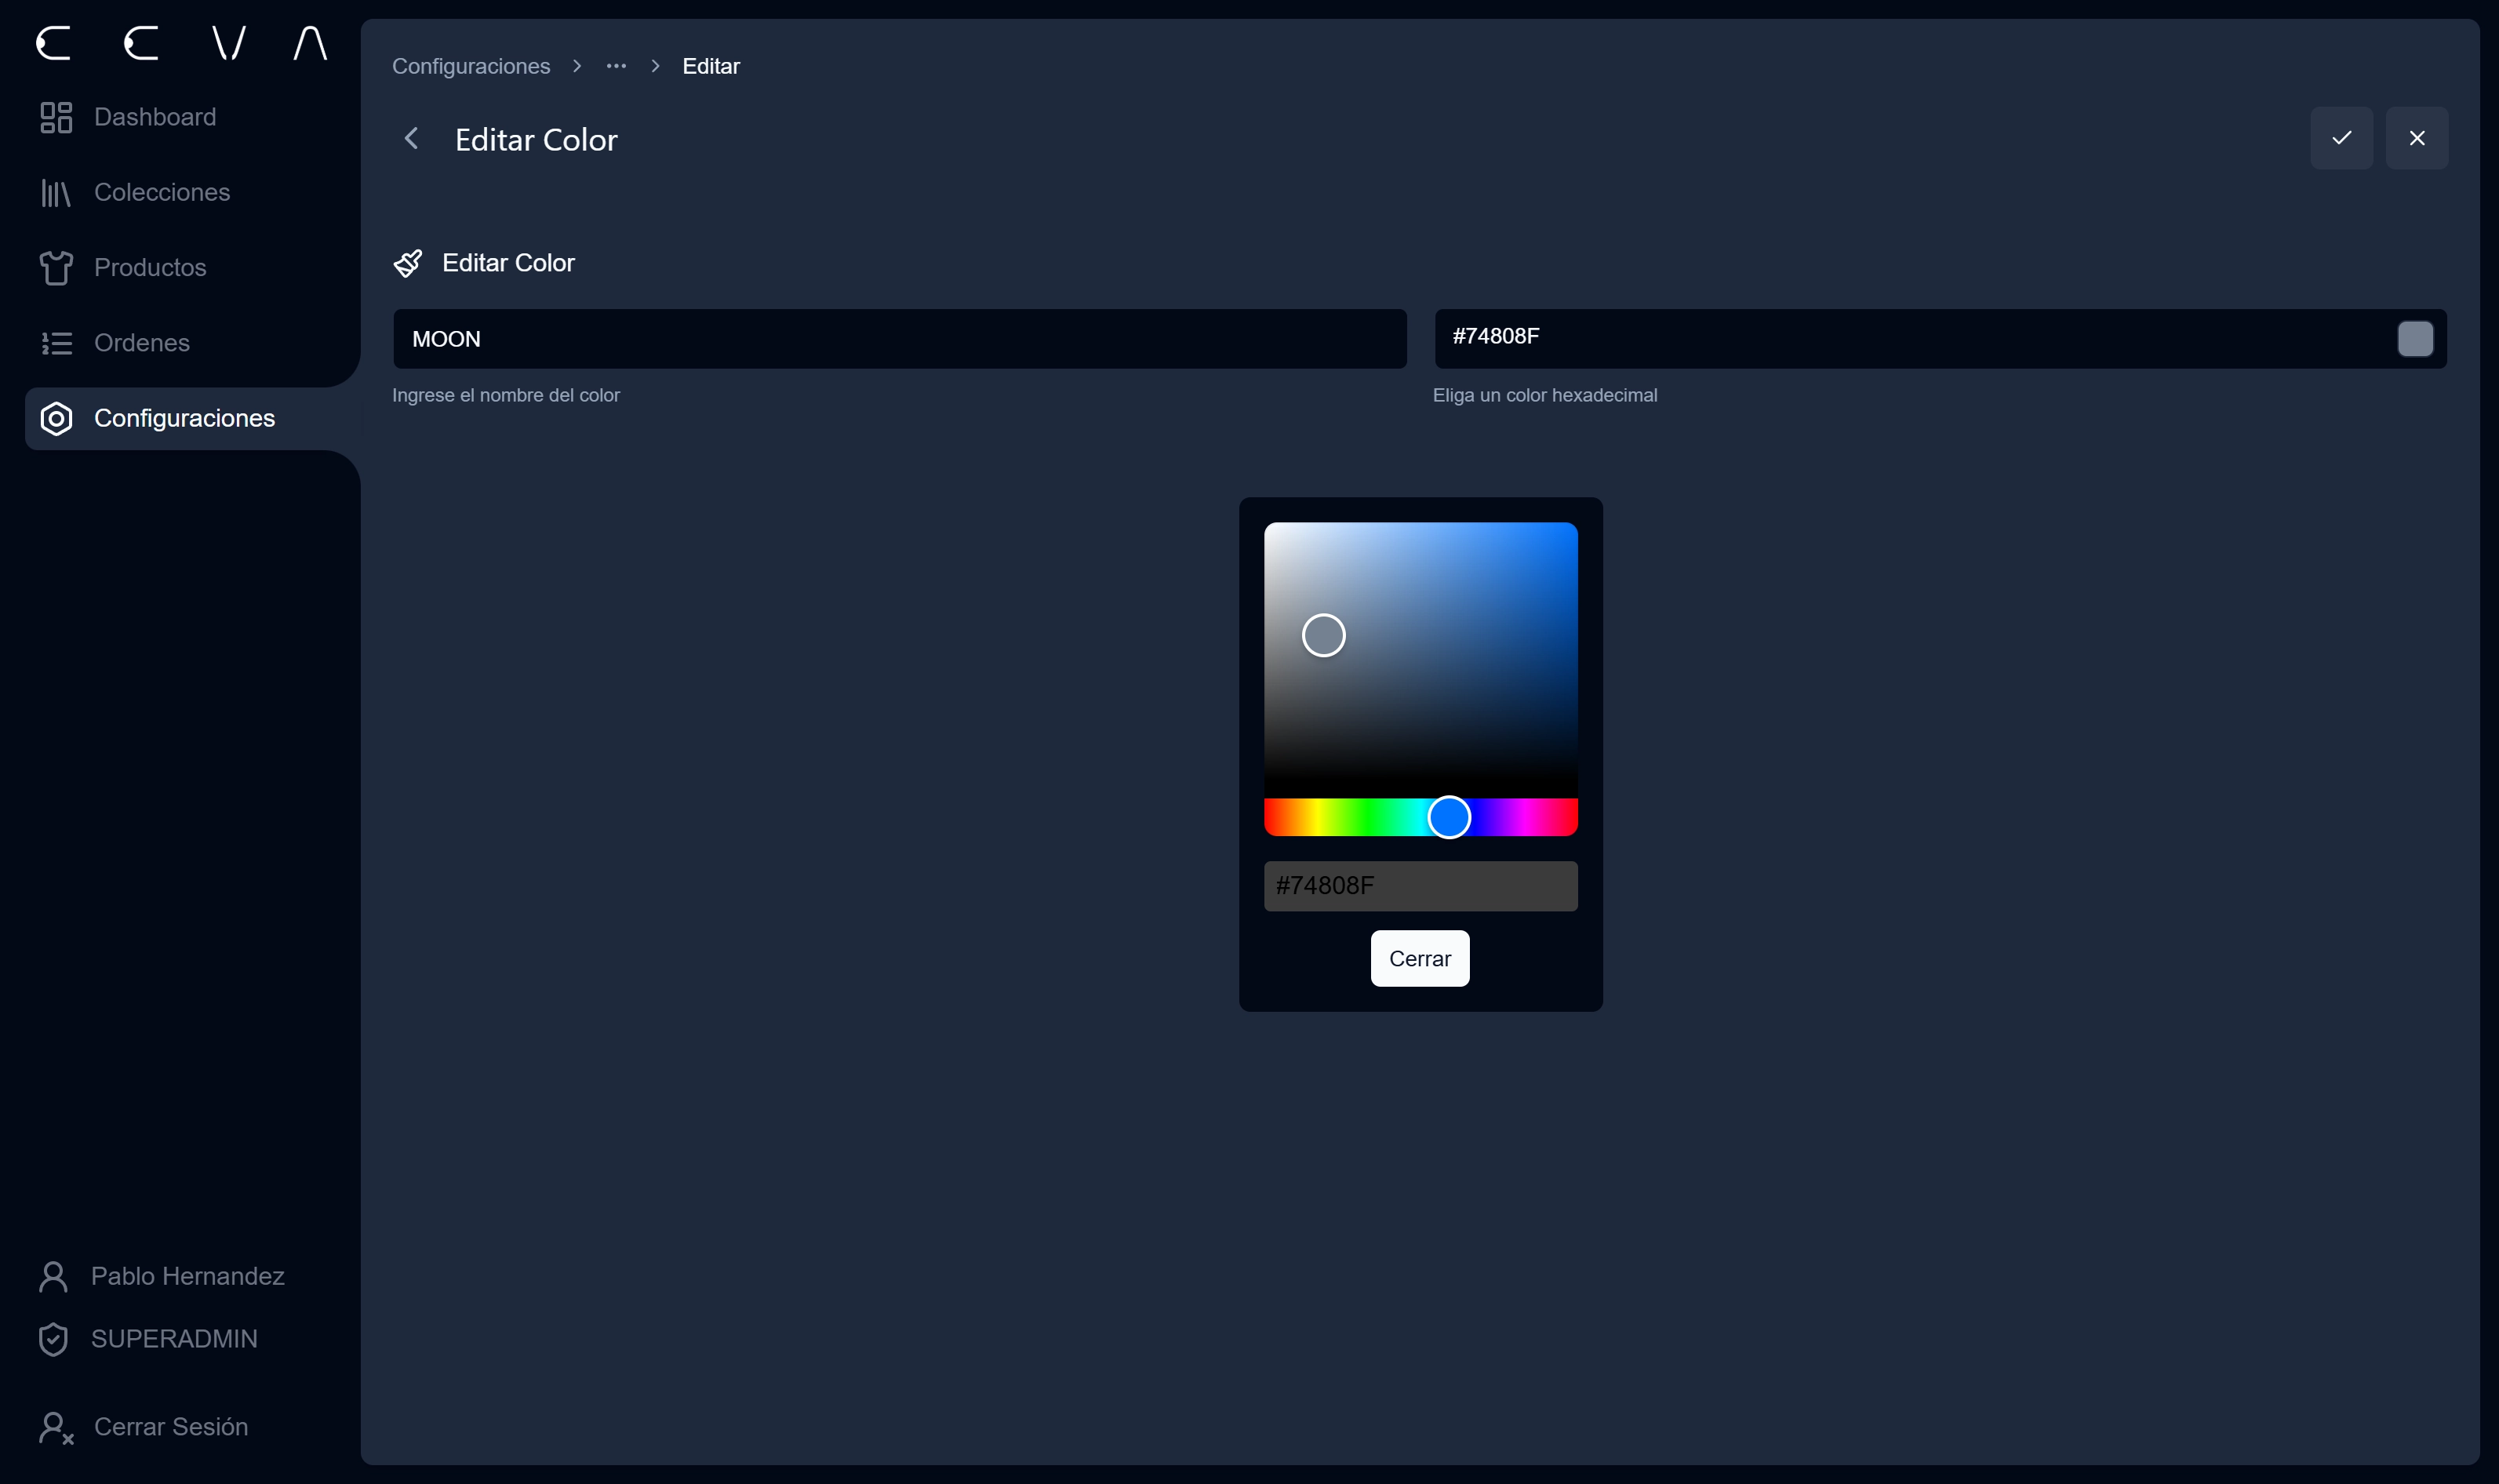 Dashboard
Colecciones
Productos
Ordenes
Configuraciones
Pablo Hernandez
SUPERADMIN
Cerrar Sesión
Configuraciones > ··· > Editar
Editar Color
Editar Color
MOON
#74808F
Ingrese el nombre del color
Eliga un color hexadecimal
#74808F
Cerrar